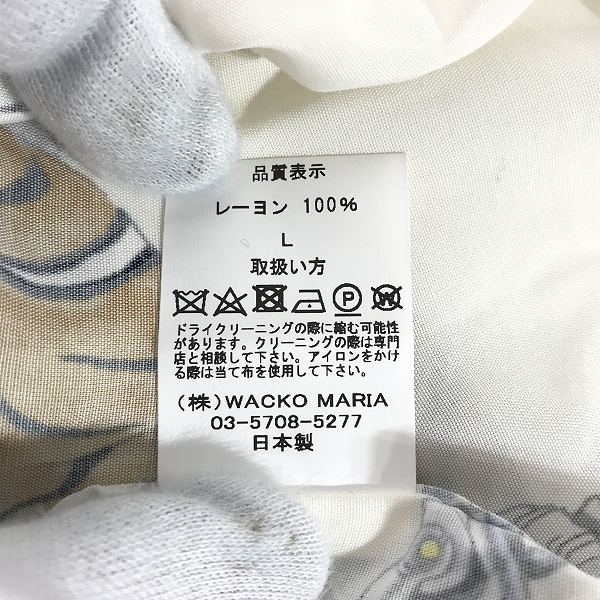 品質表示
レーヨン 100%
L
取扱い方
P W
ドライクリーニングの際に縮む可能性
があります。クリーニングの際は専門
店と相談して下さい。アイロンをかけ
る際は当て布を使用して下さい。
(株)WACKO MARIA
03-5708-5277
日本製